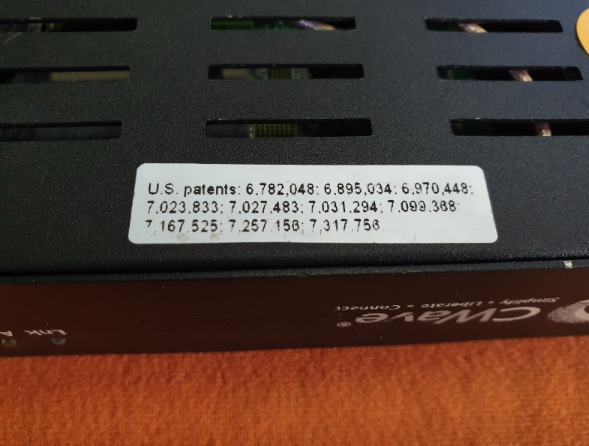 U.S. patents: 6,782,048; 6,895,034; 6,970,448;
7,023,833; 7,027,483; 7,031,294; 7,099,368;
7,167,525; 7,257,156; 7,317,756
CWave®
Simplify • Liberate • Connect
Lnk A